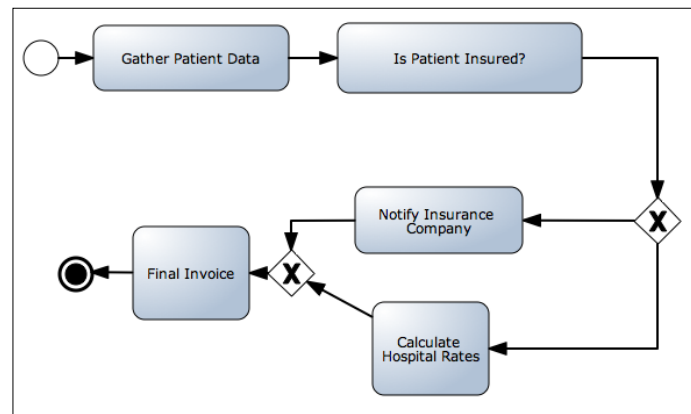 Gather Patient Data
Is Patient Insured?
Notify Insurance
Company
X
Final Invoice
X
Calculate
Hospital Rates